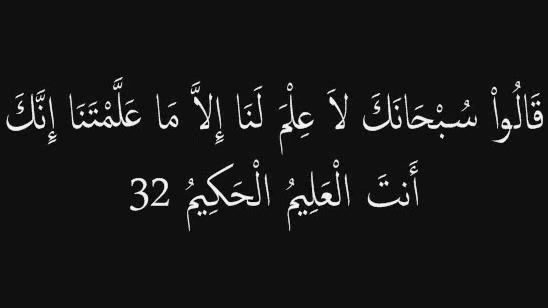 قَالُواْ سُبْحَانَكَ لاَ عِلْمَ لَنَا إِلاَّ مَا عَلَّمْتَنَا إِنَّكَ
أَنتَ الْعَلِيمُ الْحَكِيمُ 32